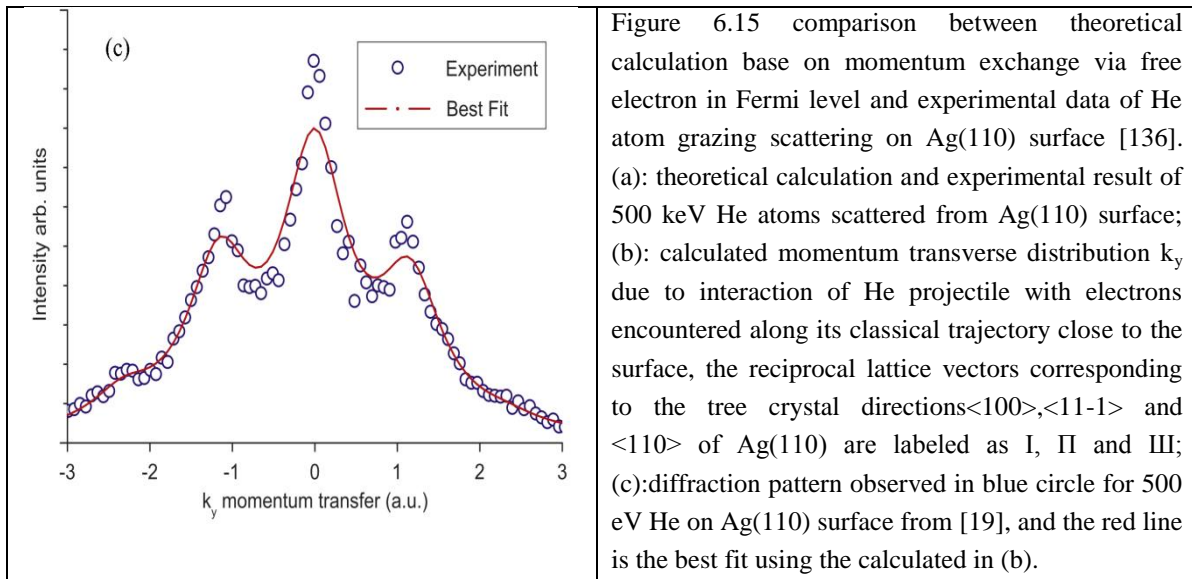 (c)
Experiment
Best Fit
Intensity arb. units
-3
-2
-1
0
1
2
3
k_y momentum transfer (a.u.)
Figure 6.15 comparison between theoretical
calculation base on momentum exchange via free
electron in Fermi level and experimental data of He
atom grazing scattering on Ag(110) surface [136].
(a): theoretical calculation and experimental result of
500 keV He atoms scattered from Ag(110) surface;
(b): calculated momentum transverse distribution k_y
due to interaction of He projectile with electrons
encountered along its classical trajectory close to the
surface, the reciprocal lattice vectors corresponding
to the tree crystal directions<100>,<11-1> and
<110> of Ag(110) are labeled as I, П and Ш;
(c):diffraction pattern observed in blue circle for 500
eV He on Ag(110) surface from [19], and the red line
is the best fit using the calculated in (b).